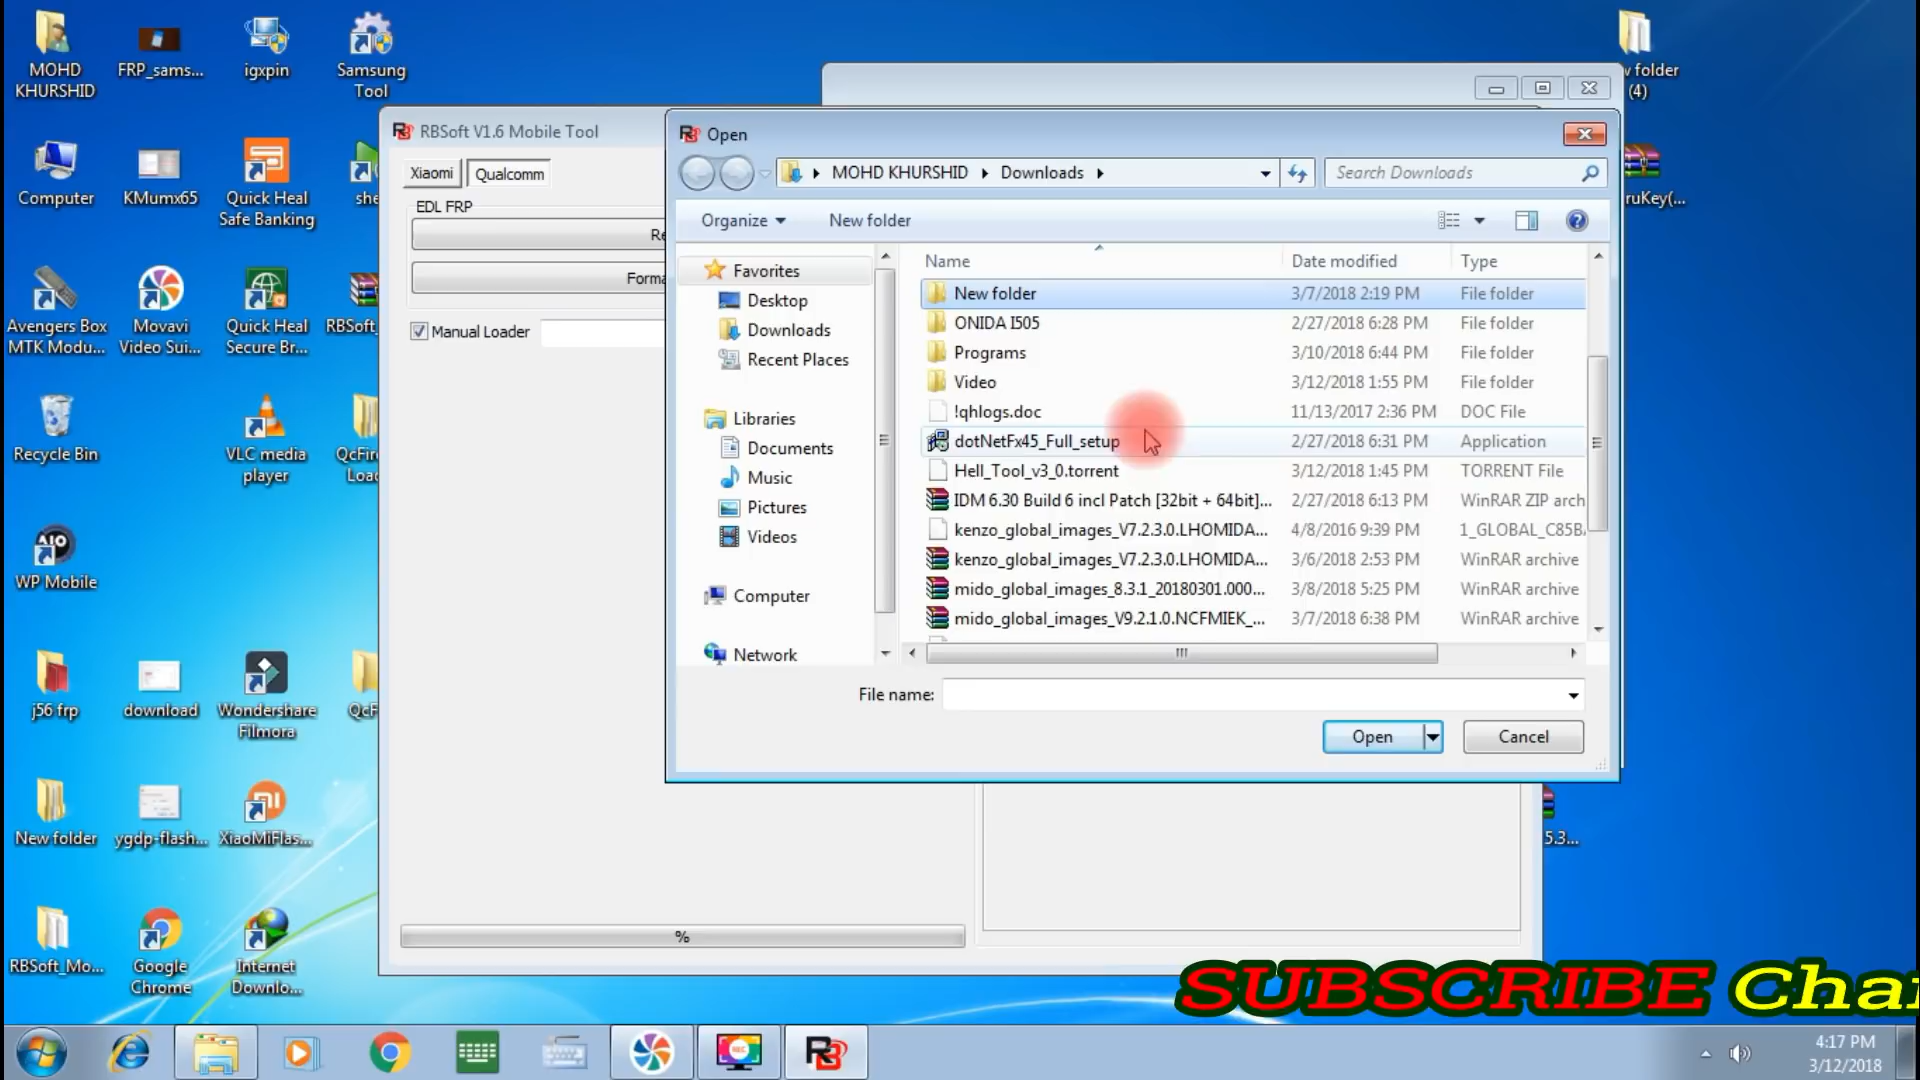 MOHD
KHURSHID
FRP_sams...
igxpin
Samsung
Tool
Computer
KMumx65
Quick Heal
Safe Banking
she
Avengers Box
MTK Modu...
Movavi
Video Sui...
Quick Heal
Secure Br...
RBSoft_
Recycle Bin
VLC media
player
QcFir
Loa
WP Mobile
j56 frp
download
Wondershare
Filmora
QcF
New folder
ygdp-flash...
XiaoMiFlas...
RBSoft_Mo...
Google
Chrome
Internet
Downlo...
v folder
(4)
ruKey(...
5.3...
RBSoft V1.6 Mobile Tool
Xiaomi
Qualcomm
EDL FRP
Re
Forma
Manual Loader
%
Open
MOHD KHURSHID
Downloads
Search Downloads
Organize
New folder
Favorites
Desktop
Downloads
Recent Places
Libraries
Documents
Music
Pictures
Videos
Computer
Network
Name Date modified Type
New folder 3/7/2018 2:19 PM File folder
ONIDA I505 2/27/2018 6:28 PM File folder
Programs 3/10/2018 6:44 PM File folder
Video 3/12/2018 1:55 PM File folder
!qhlogs.doc 11/13/2017 2:36 PM DOC File
dotNetFx45_Full_setup 2/27/2018 6:31 PM Application
Hell_Tool_v3_0.torrent 3/12/2018 1:45 PM TORRENT File
IDM 6.30 Build 6 incl Patch [32bit + 64bit]... 2/27/2018 6:13 PM WinRAR ZIP arch
kenzo_global_images_V7.2.3.0.LHOMIDA... 4/8/2016 9:39 PM 1_GLOBAL_C85B
kenzo_global_images_V7.2.3.0.LHOMIDA... 3/6/2018 2:53 PM WinRAR archive
mido_global_images_8.3.1_20180301.000... 3/8/2018 5:25 PM WinRAR archive
mido_global_images_V9.2.1.0.NCFMIEK_... 3/7/2018 6:38 PM WinRAR archive
File name:
Open
Cancel
SUBSCRIBE Cha
AIO
REC
4:17 PM
3/12/2018